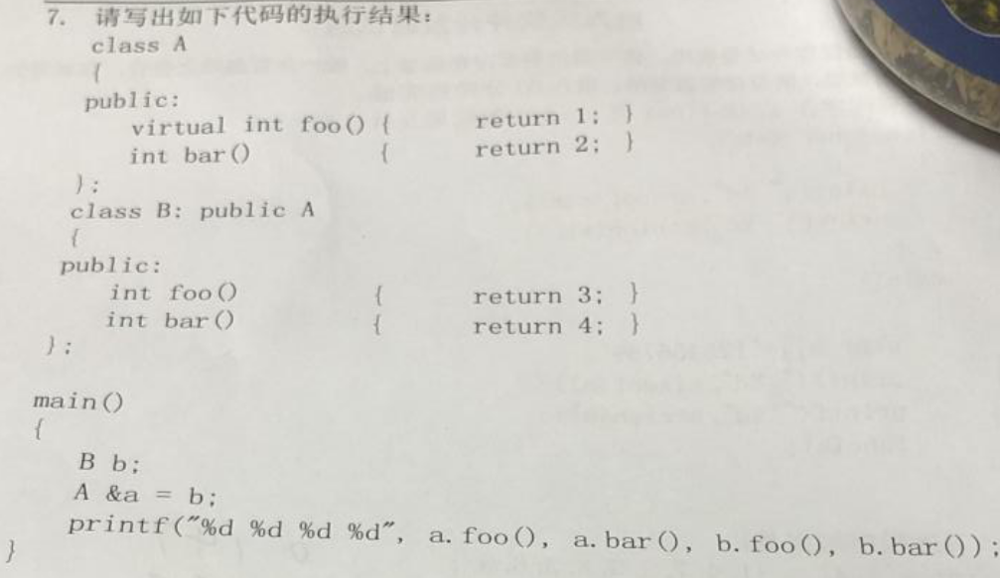 7. 请写出如下代码的执行结果：
class A
{
public:
virtual int foo() { return 1; }
int bar() { return 2; }
};
class B: public A
{
public:
int foo() { return 3; }
int bar() { return 4; }
};
main()
{
B b;
A &a = b;
printf("%d %d %d %d", a.foo(), a.bar(), b.foo(), b.bar());
}